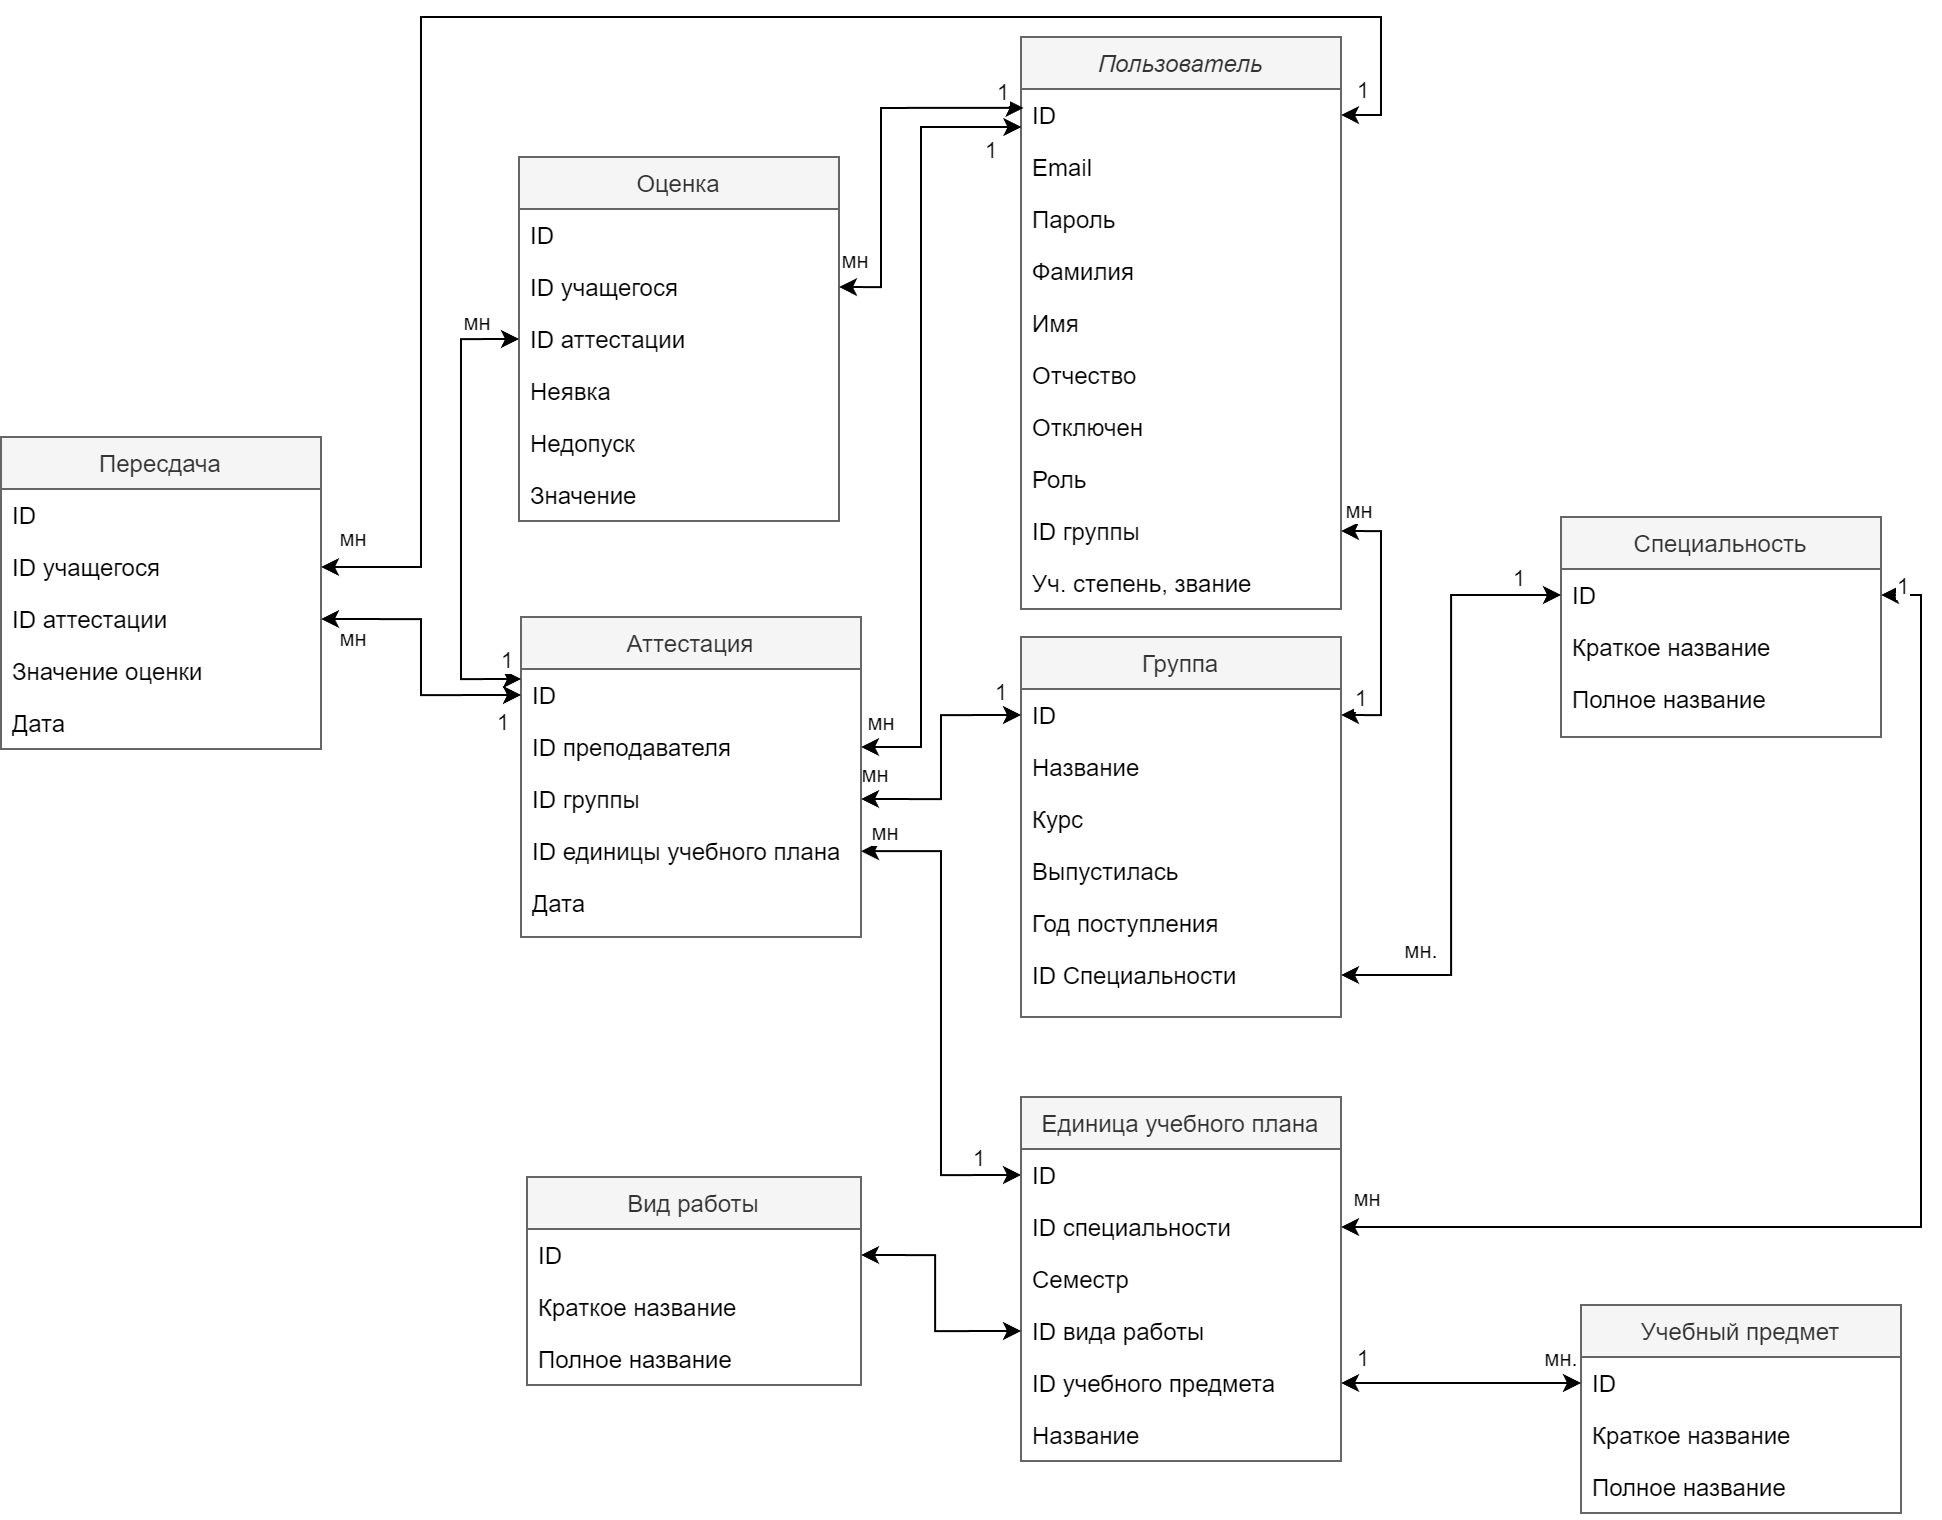 Пользователь
ID
Email
Пароль
Фамилия
Имя
Отчество
Отключен
Роль
ID группы
Уч. степень, звание
1
1
1
мн
Оценка
ID
ID учащегося
ID аттестации
Неявка
Недопуск
Значение
мн
мн
Пересдача
ID
ID учащегося
ID аттестации
Значение оценки
Дата
мн
мн
Аттестация
ID
ID преподавателя
ID группы
ID единицы учебного плана
Дата
1
1
мн
мн
мн
Группа
ID
Название
Курс
Выпустилась
Год поступления
ID Специальности
1
1
мн.
Специальность
ID
Краткое название
Полное название
1
1
Единица учебного плана
ID
ID специальности
Семестр
ID вида работы
ID учебного предмета
Название
1
мн
1
Вид работы
ID
Краткое название
Полное название
Учебный предмет
ID
Краткое название
Полное название
мн.